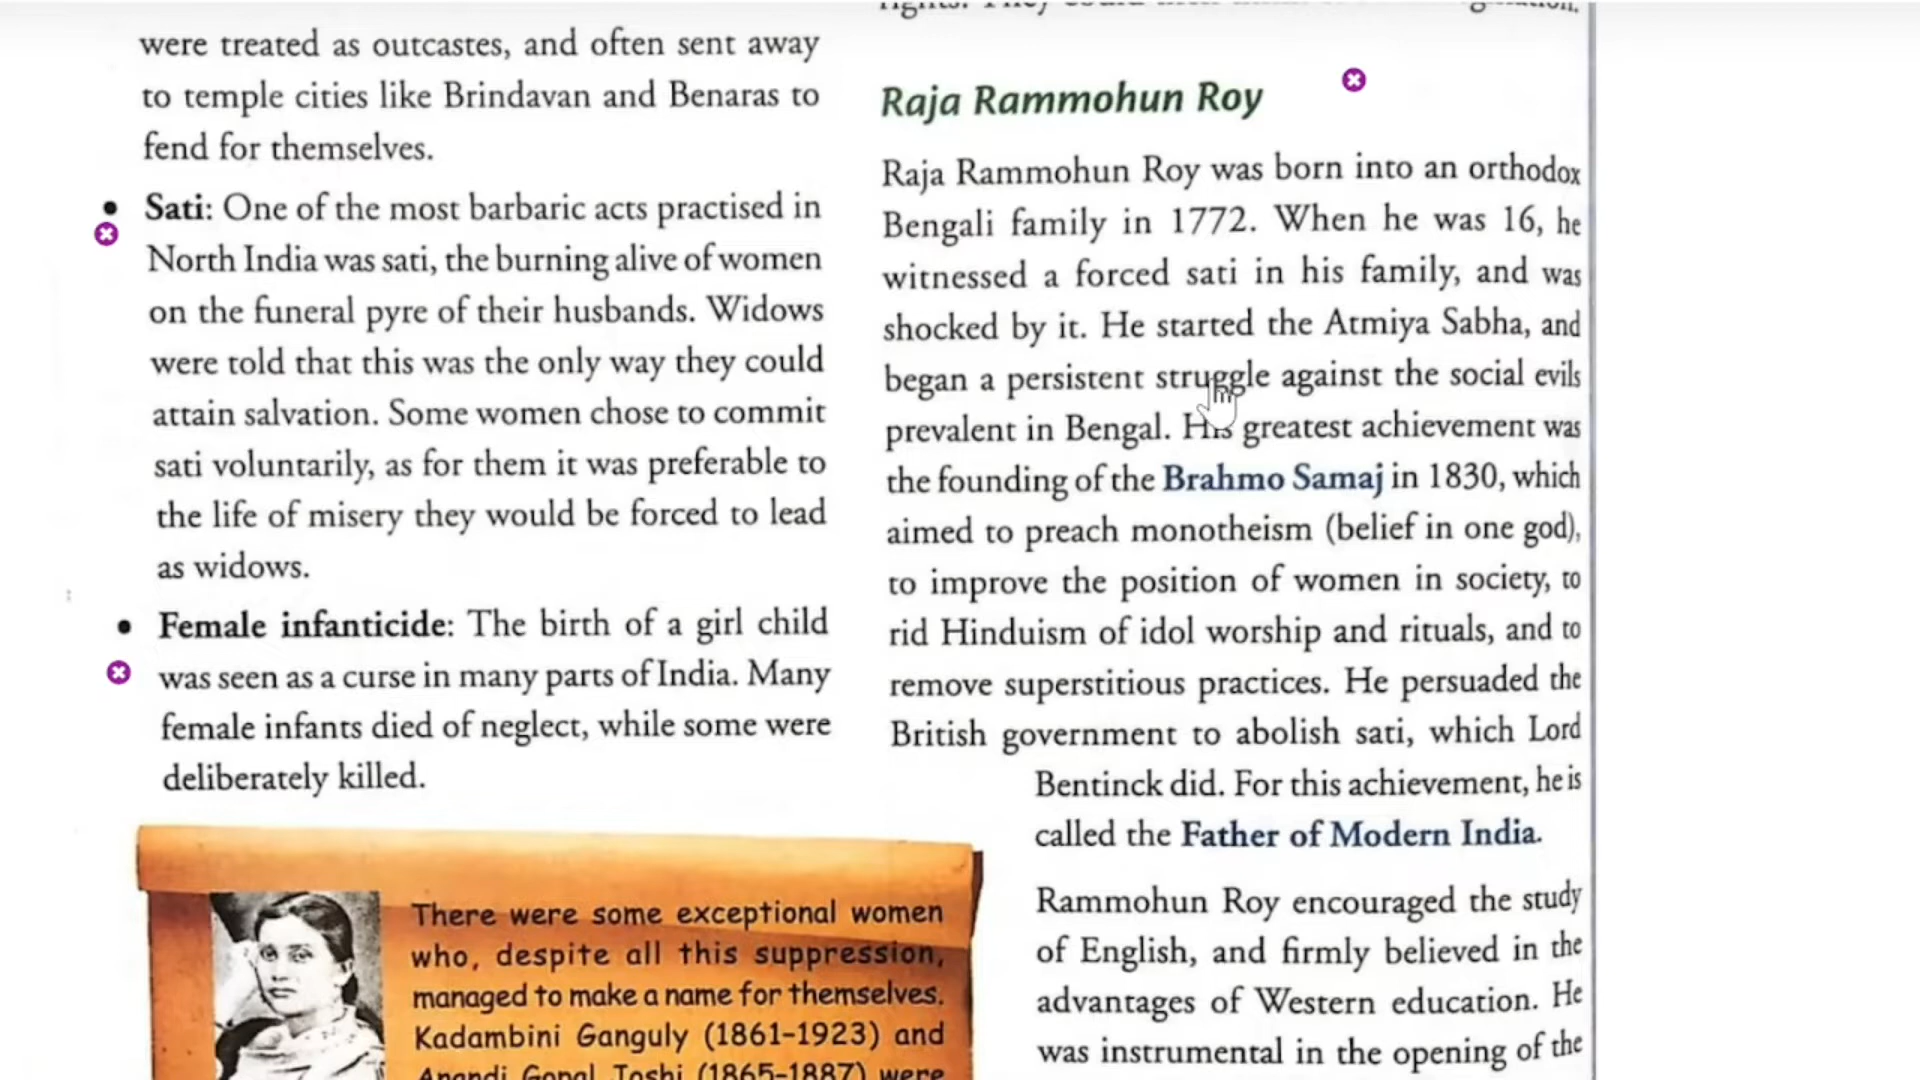 were treated as outcastes, and often sent away
to temple cities like Brindavan and Benaras to
fend for themselves.
• Sati: One of the most barbaric acts practised in
North India was sati, the burning alive of women
on the funeral pyre of their husbands. Widows
were told that this was the only way they could
attain salvation. Some women chose to commit
sati voluntarily, as for them it was preferable to
the life of misery they would be forced to lead
as widows.
• Female infanticide: The birth of a girl child
was seen as a curse in many parts of India. Many
female infants died of neglect, while some were
deliberately killed.
There were some exceptional women
who, despite all this suppression,
managed to make a name for themselves.
Kadambini Ganguly (1861-1923) and
Anandi Gopal Joshi (1865-1887) were
rights. They could
Raja Rammohun Roy
Raja Rammohun Roy was born into an orthodox
Bengali family in 1772. When he was 16, he
witnessed a forced sati in his family, and was
shocked by it. He started the Atmiya Sabha, and
began a persistent struggle against the social evils
prevalent in Bengal. His greatest achievement was
the founding of the Brahmo Samaj in 1830, which
aimed to preach monotheism (belief in one god),
to improve the position of women in society, to
rid Hinduism of idol worship and rituals, and to
remove superstitious practices. He persuaded the
British government to abolish sati, which Lord
Bentinck did. For this achievement, he is
called the Father of Modern India.
Rammohun Roy encouraged the study
of English, and firmly believed in the
advantages of Western education. He
was instrumental in the opening of the